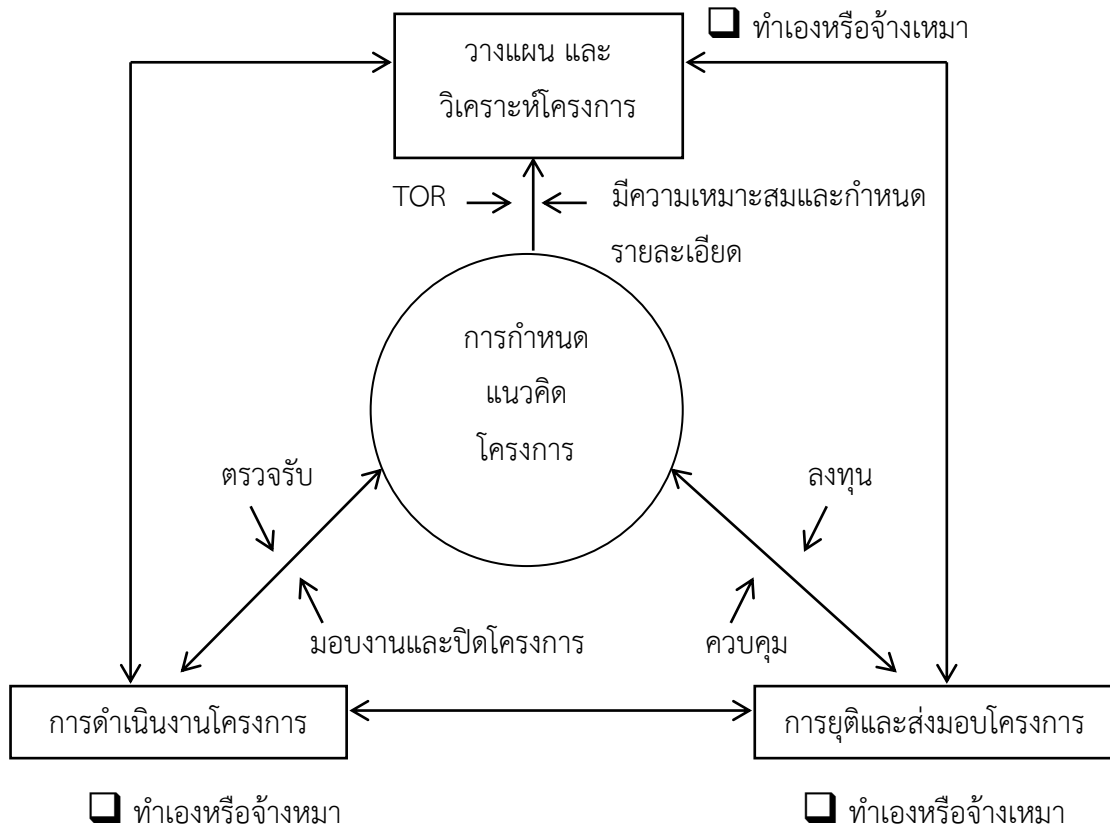 ❑ ทำเองหรือจ้างเหมา
วางแผน และ
วิเคราะห์โครงการ
TOR
มีความเหมาะสมและกำหนด
รายละเอียด
การกำหนด
แนวคิด
โครงการ
ตรวจรับ
ลงทุน
มอบงานและปิดโครงการ
ควบคุม
การดำเนินงานโครงการ
การยุติและส่งมอบโครงการ
❑ ทำเองหรือจ้างหมา
❑ ทำเองหรือจ้างเหมา